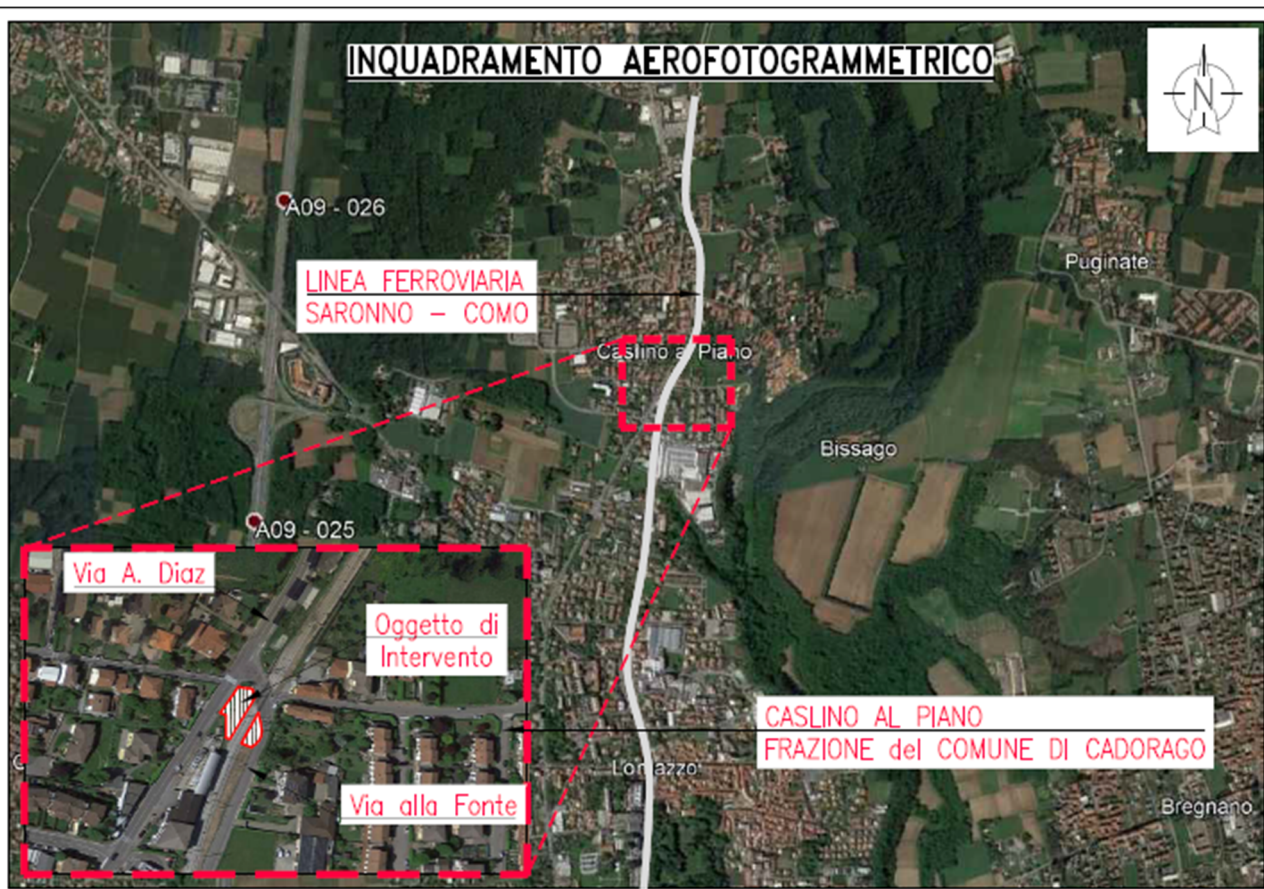 INQUADRAMENTO AEROFOTOGRAMMETRICO
N
A09 - 026
Puginate
LINEA FERROVIARIA
SARONNO - COMO
Caslino al Piano
Bissago
A09 - 025
Via A. Diaz
Oggetto di
Intervento
CASLINO AL PIANO
FRAZIONE del COMUNE DI CADORAGO
Lomazzo
Via alla Fonte
Bregnano